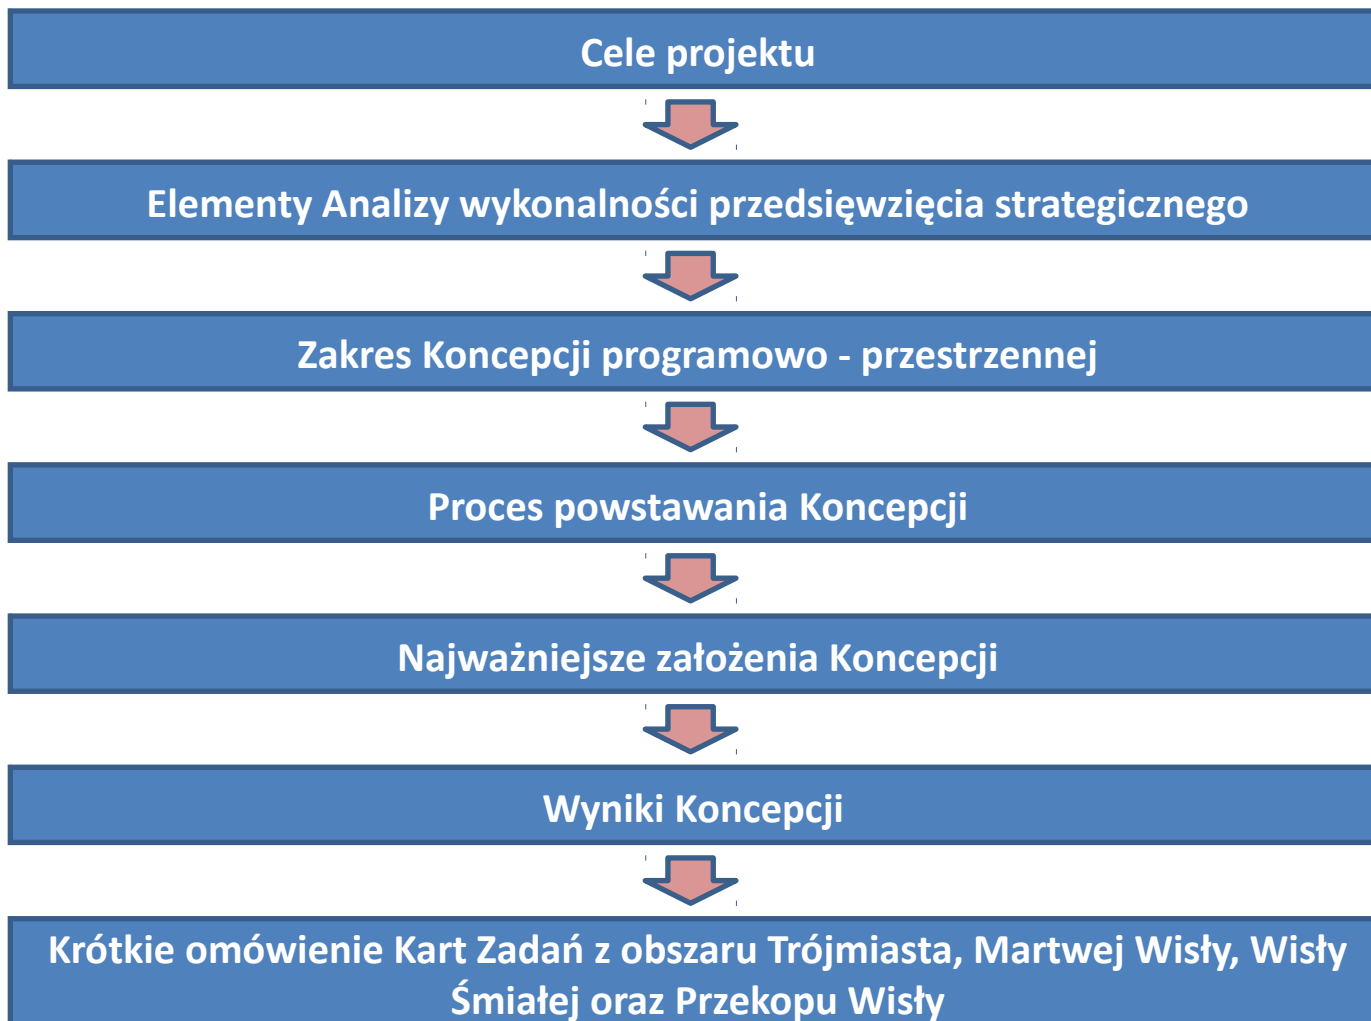 Cele projektu
Elementy Analizy wykonalności przedsięwzięcia strategicznego
Zakres Koncepcji programowo - przestrzennej
Proces powstawania Koncepcji
Najważniejsze założenia Koncepcji
Wyniki Koncepcji
Krótkie omówienie Kart Zadań z obszaru Trójmiasta, Martwej Wisły, Wisły
Śmiałej oraz Przekopu Wisły